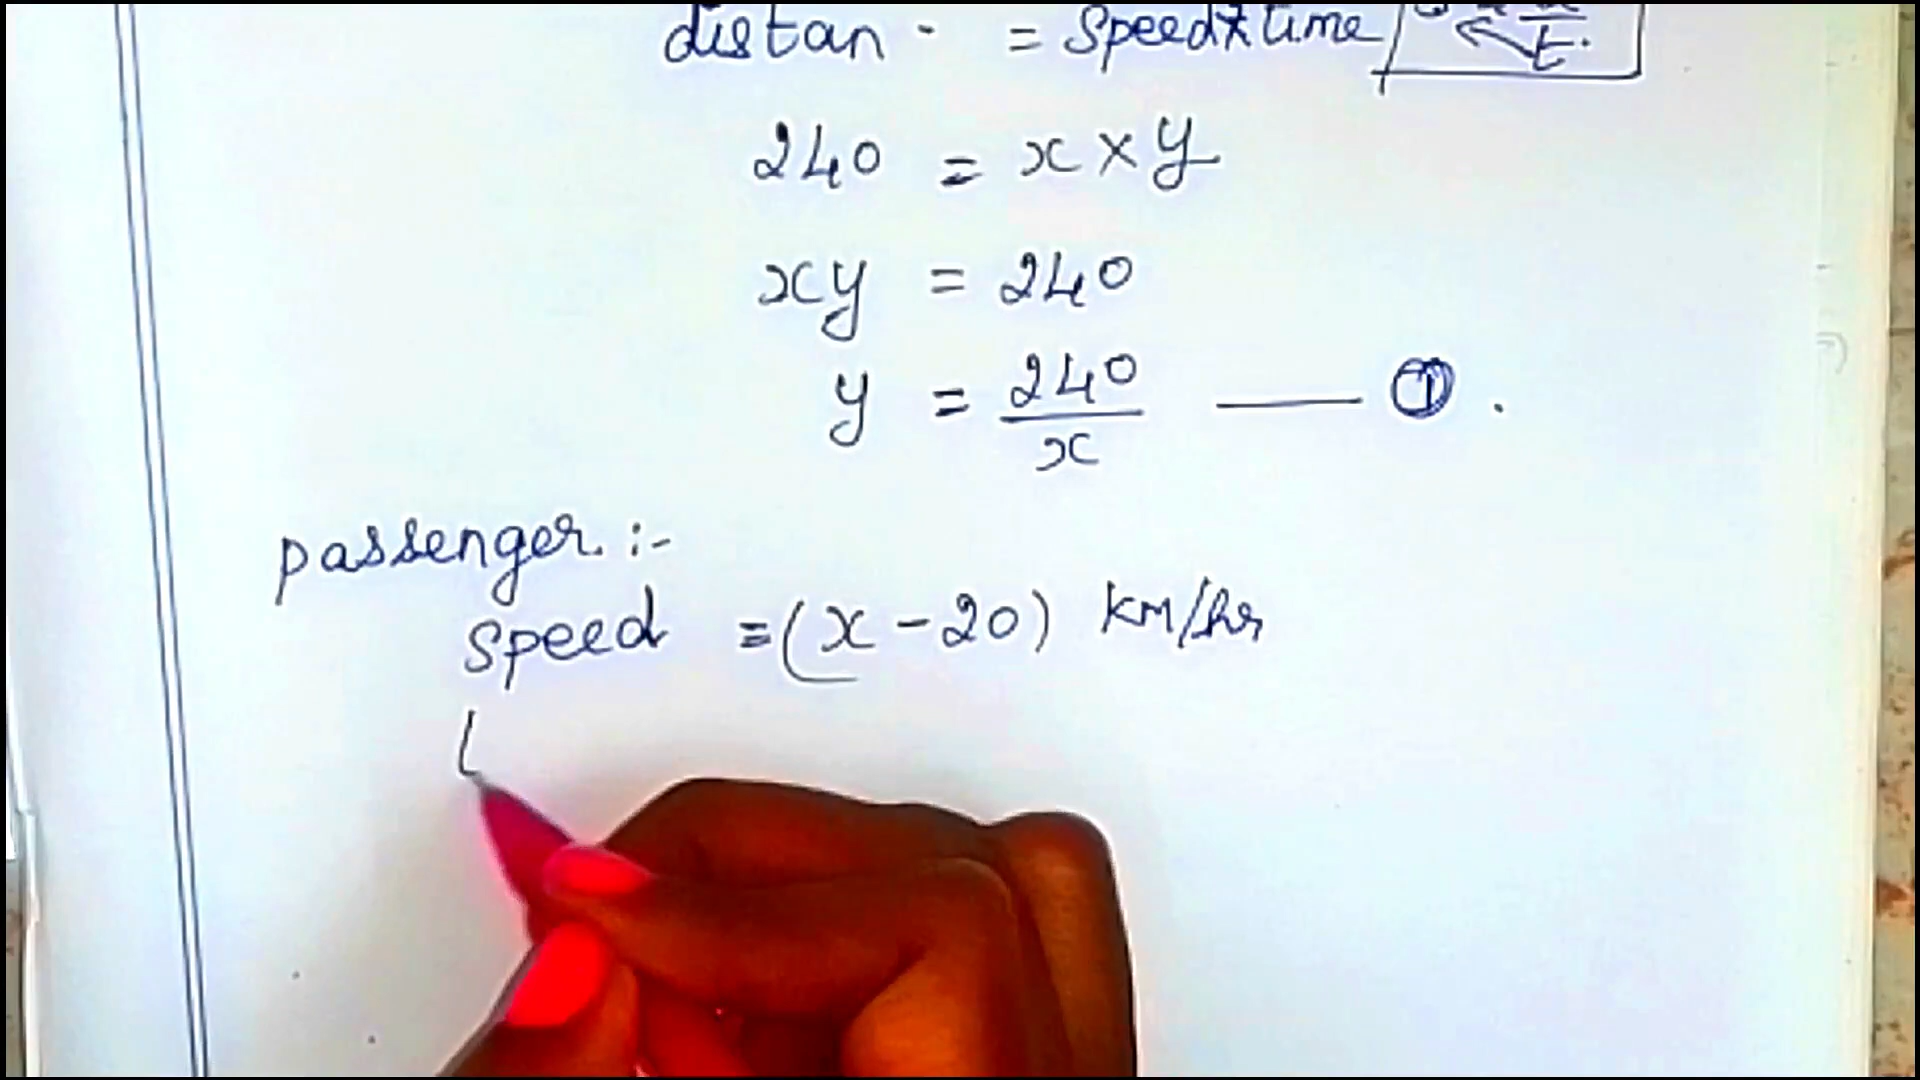 distan = speed x time
240 = x × y
xy = 240
y = 240/x —— ①.
passenger :-
speed = (x - 20) km/hr